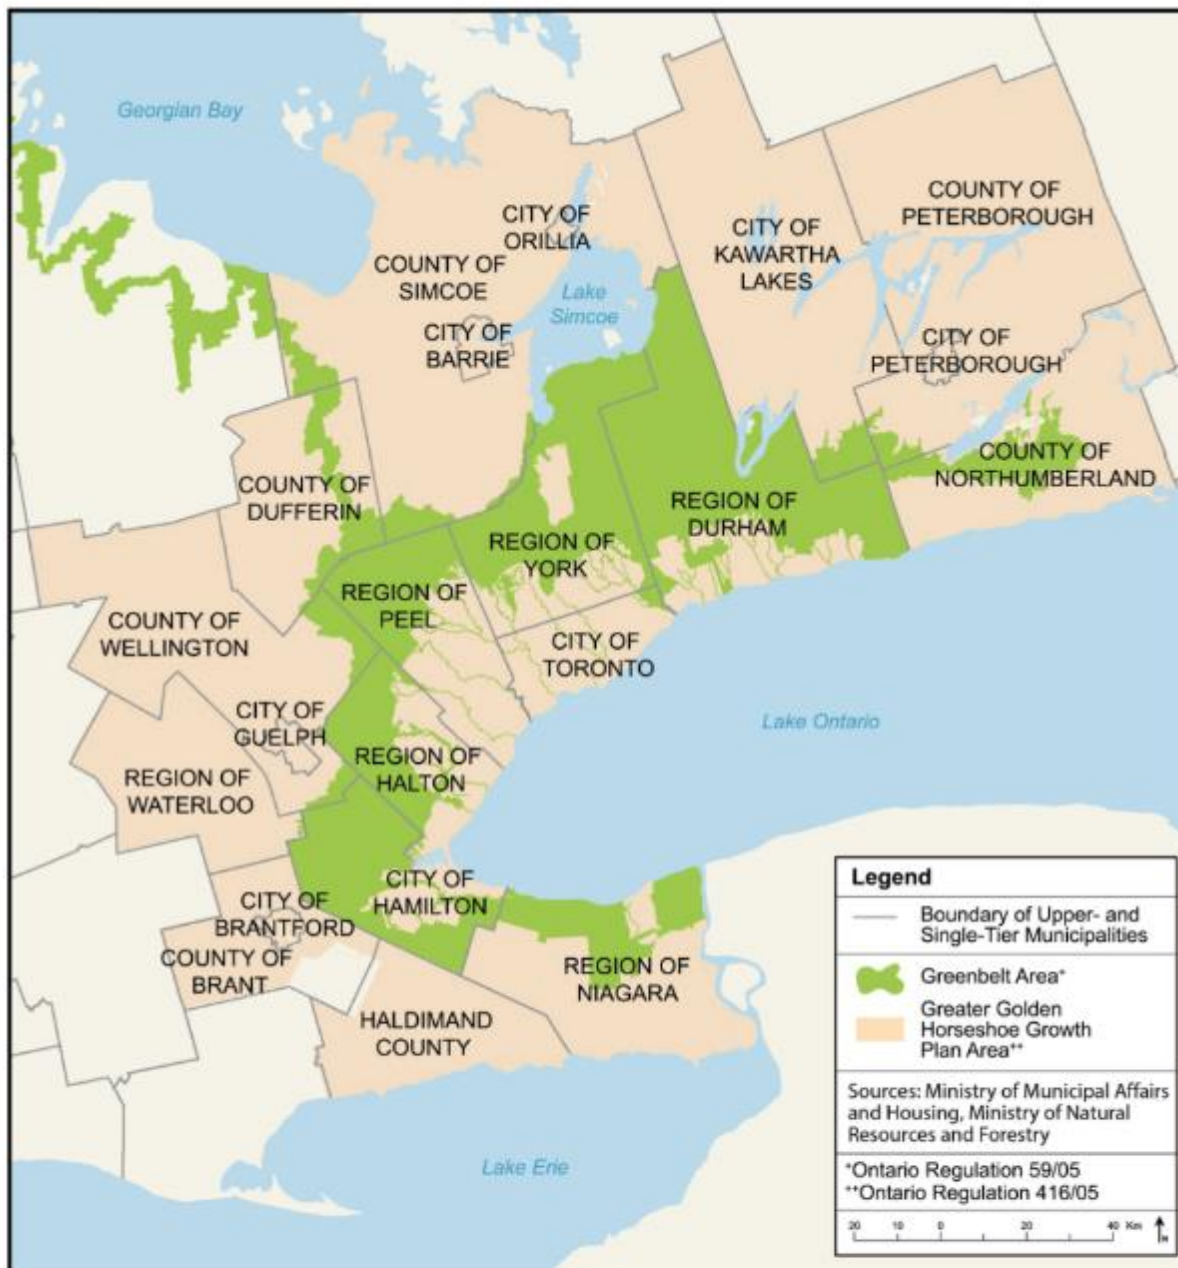 Georgian Bay
CITY OF
ORILLIA
COUNTY OF
SIMCOE
Lake
Simcoe
CITY OF
BARRIE
CITY OF
KAWARTHA
LAKES
COUNTY OF
PETERBOROUGH
CITY OF
PETERBOROUGH
COUNTY OF
NORTHUMBERLAND
COUNTY OF
DUFFERIN
REGION OF
DURHAM
REGION OF
YORK
REGION OF
PEEL
COUNTY OF
WELLINGTON
CITY OF
TORONTO
CITY OF
GUELPH
Lake Ontario
REGION OF
HALTON
REGION OF
WATERLOO
CITY OF
HAMILTON
CITY OF
BRANTFORD
COUNTY OF
BRANT
REGION OF
NIAGARA
HALDIMAND
COUNTY
Lake Erie
Legend
Boundary of Upper- and
Single-Tier Municipalities
Greenbelt Area+
Greater Golden
Horseshoe Growth
Plan Area++
Sources: Ministry of Municipal Affairs
and Housing, Ministry of Natural
Resources and Forestry
+Ontario Regulation 59/05
++Ontario Regulation 416/05
20 10 0 20 40 Km
N